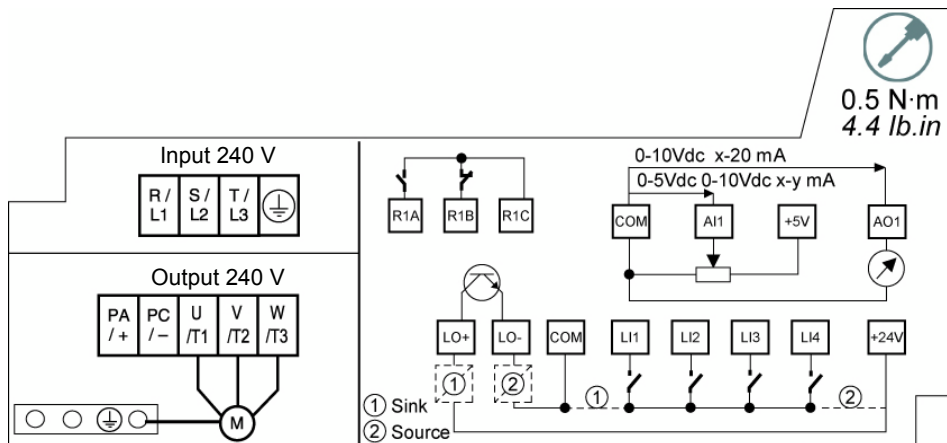 0.5 N·m
4.4 lb.in
Input 240 V
R / L1
S / L2
T / L3
Output 240 V
PA / +
PC / –
U /T1
V /T2
W /T3
M
R1A
R1B
R1C
0-10Vdc x-20 mA
0-5Vdc 0-10Vdc x-y mA
COM
AI1
+5V
AO1
LO+
LO-
COM
LI1
LI2
LI3
LI4
+24V
①
②
①
②
① Sink
② Source